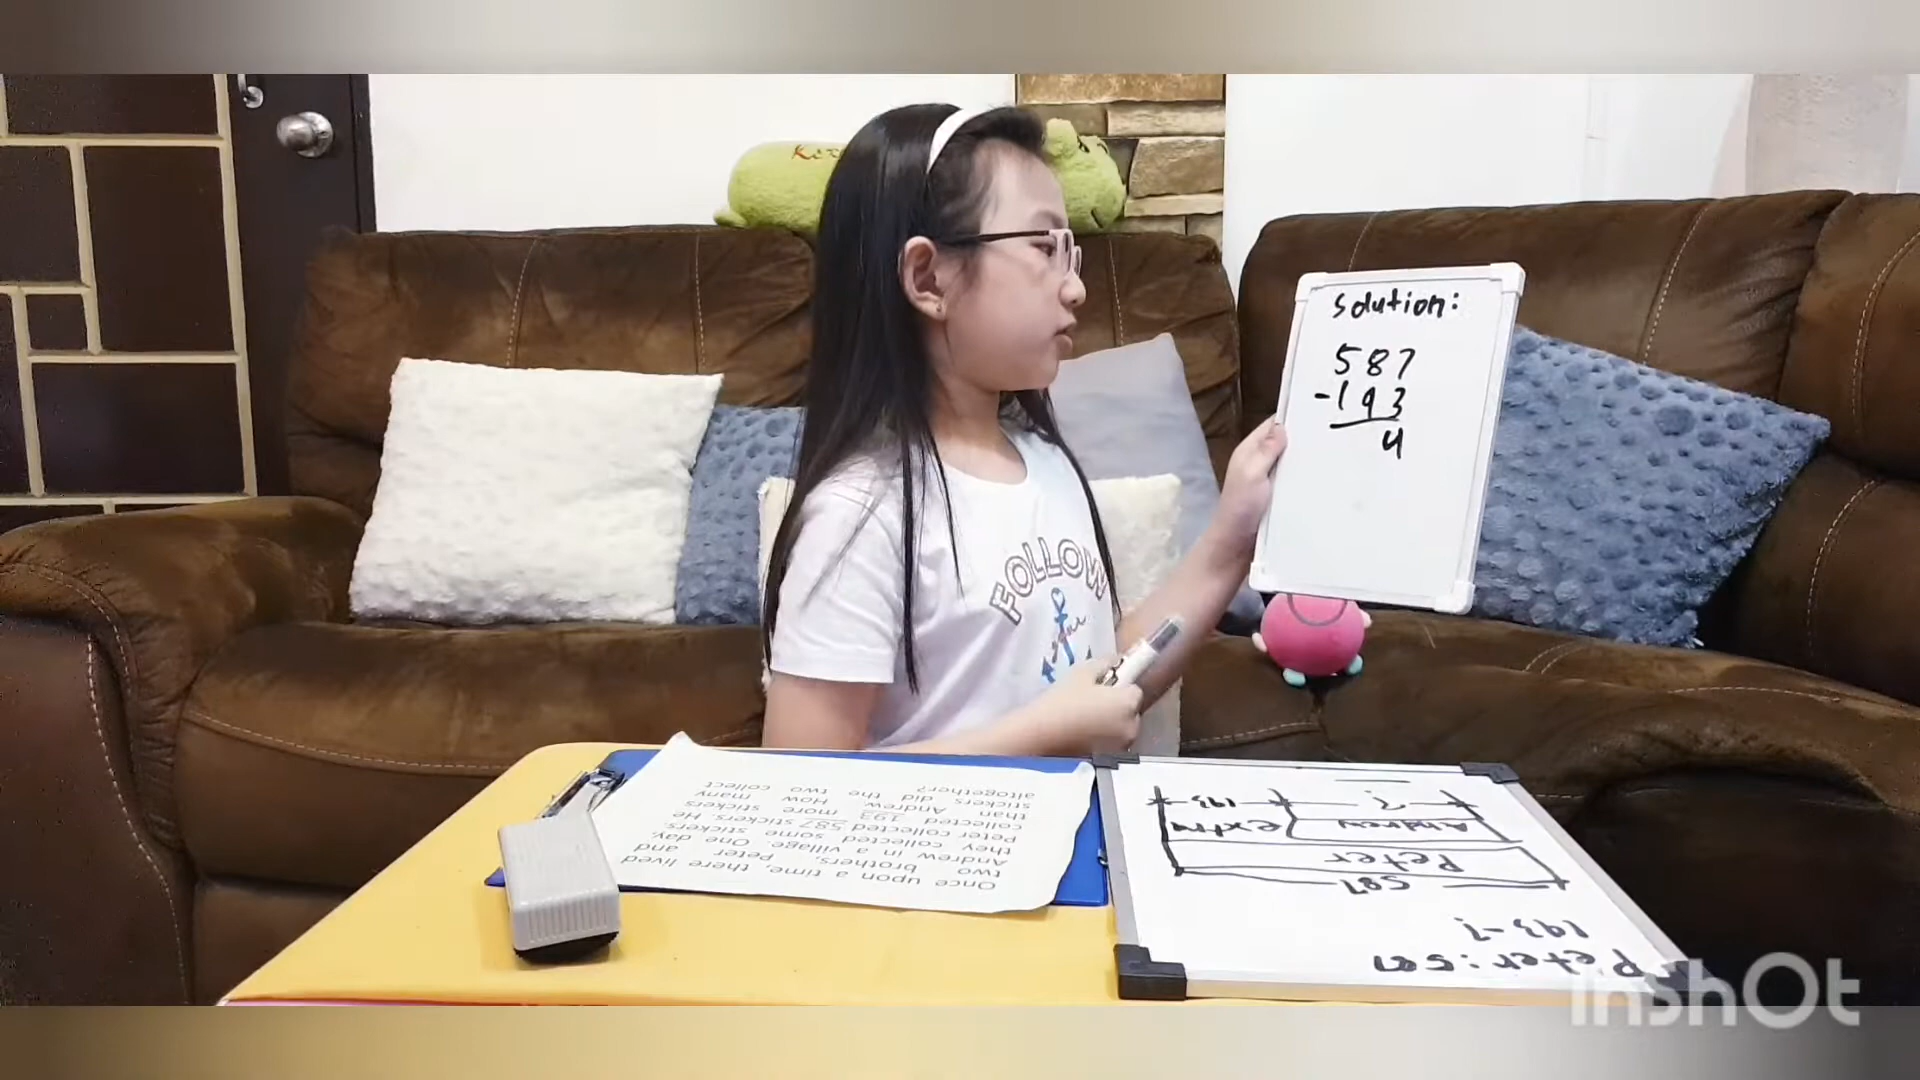 Solution:
587
-193
4
FOLLOW
Once upon a time, there lived
two brothers, Peter and
Andrew in a village. One day,
they collected some stickers.
Peter collected 587 stickers. He
collected 193 more stickers
than Andrew. How many
stickers did the two collect
altogether?
Peter: 587
193 - ?
587
Peter
Andrew extra
? 193
InShOt